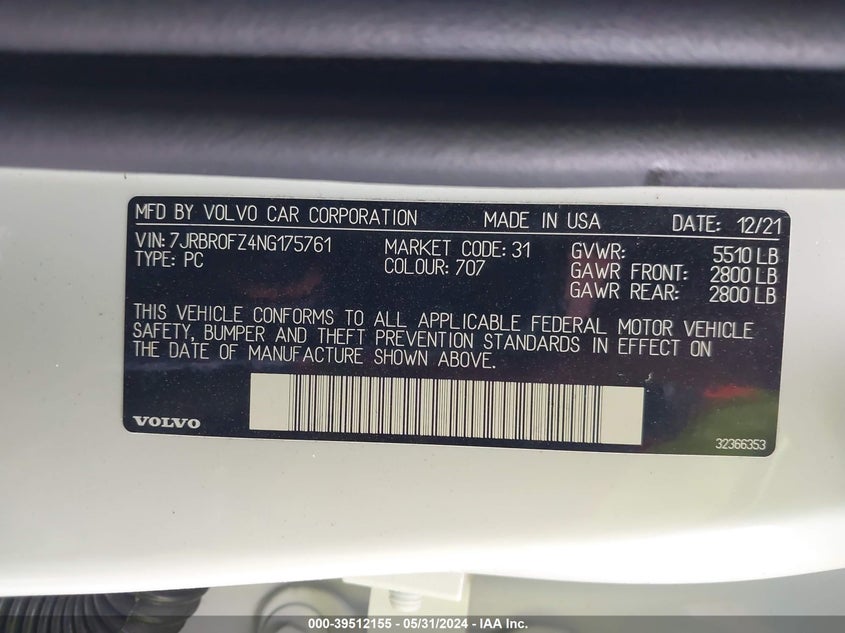 MFD BY VOLVO CAR CORPORATION MADE IN USA DATE: 12/21
VIN: 7JRBR0FZ4NG175761 MARKET CODE: 31 GVWR: 5510 LB
TYPE: PC COLOUR: 707 GAWR FRONT: 2800 LB
GAWR REAR: 2800 LB
THIS VEHICLE CONFORMS TO ALL APPLICABLE FEDERAL MOTOR VEHICLE
SAFETY, BUMPER AND THEFT PREVENTION STANDARDS IN EFFECT ON
THE DATE OF MANUFACTURE SHOWN ABOVE.
VOLVO
32366353
000-39512155 - 05/31/2024 - IAA Inc.